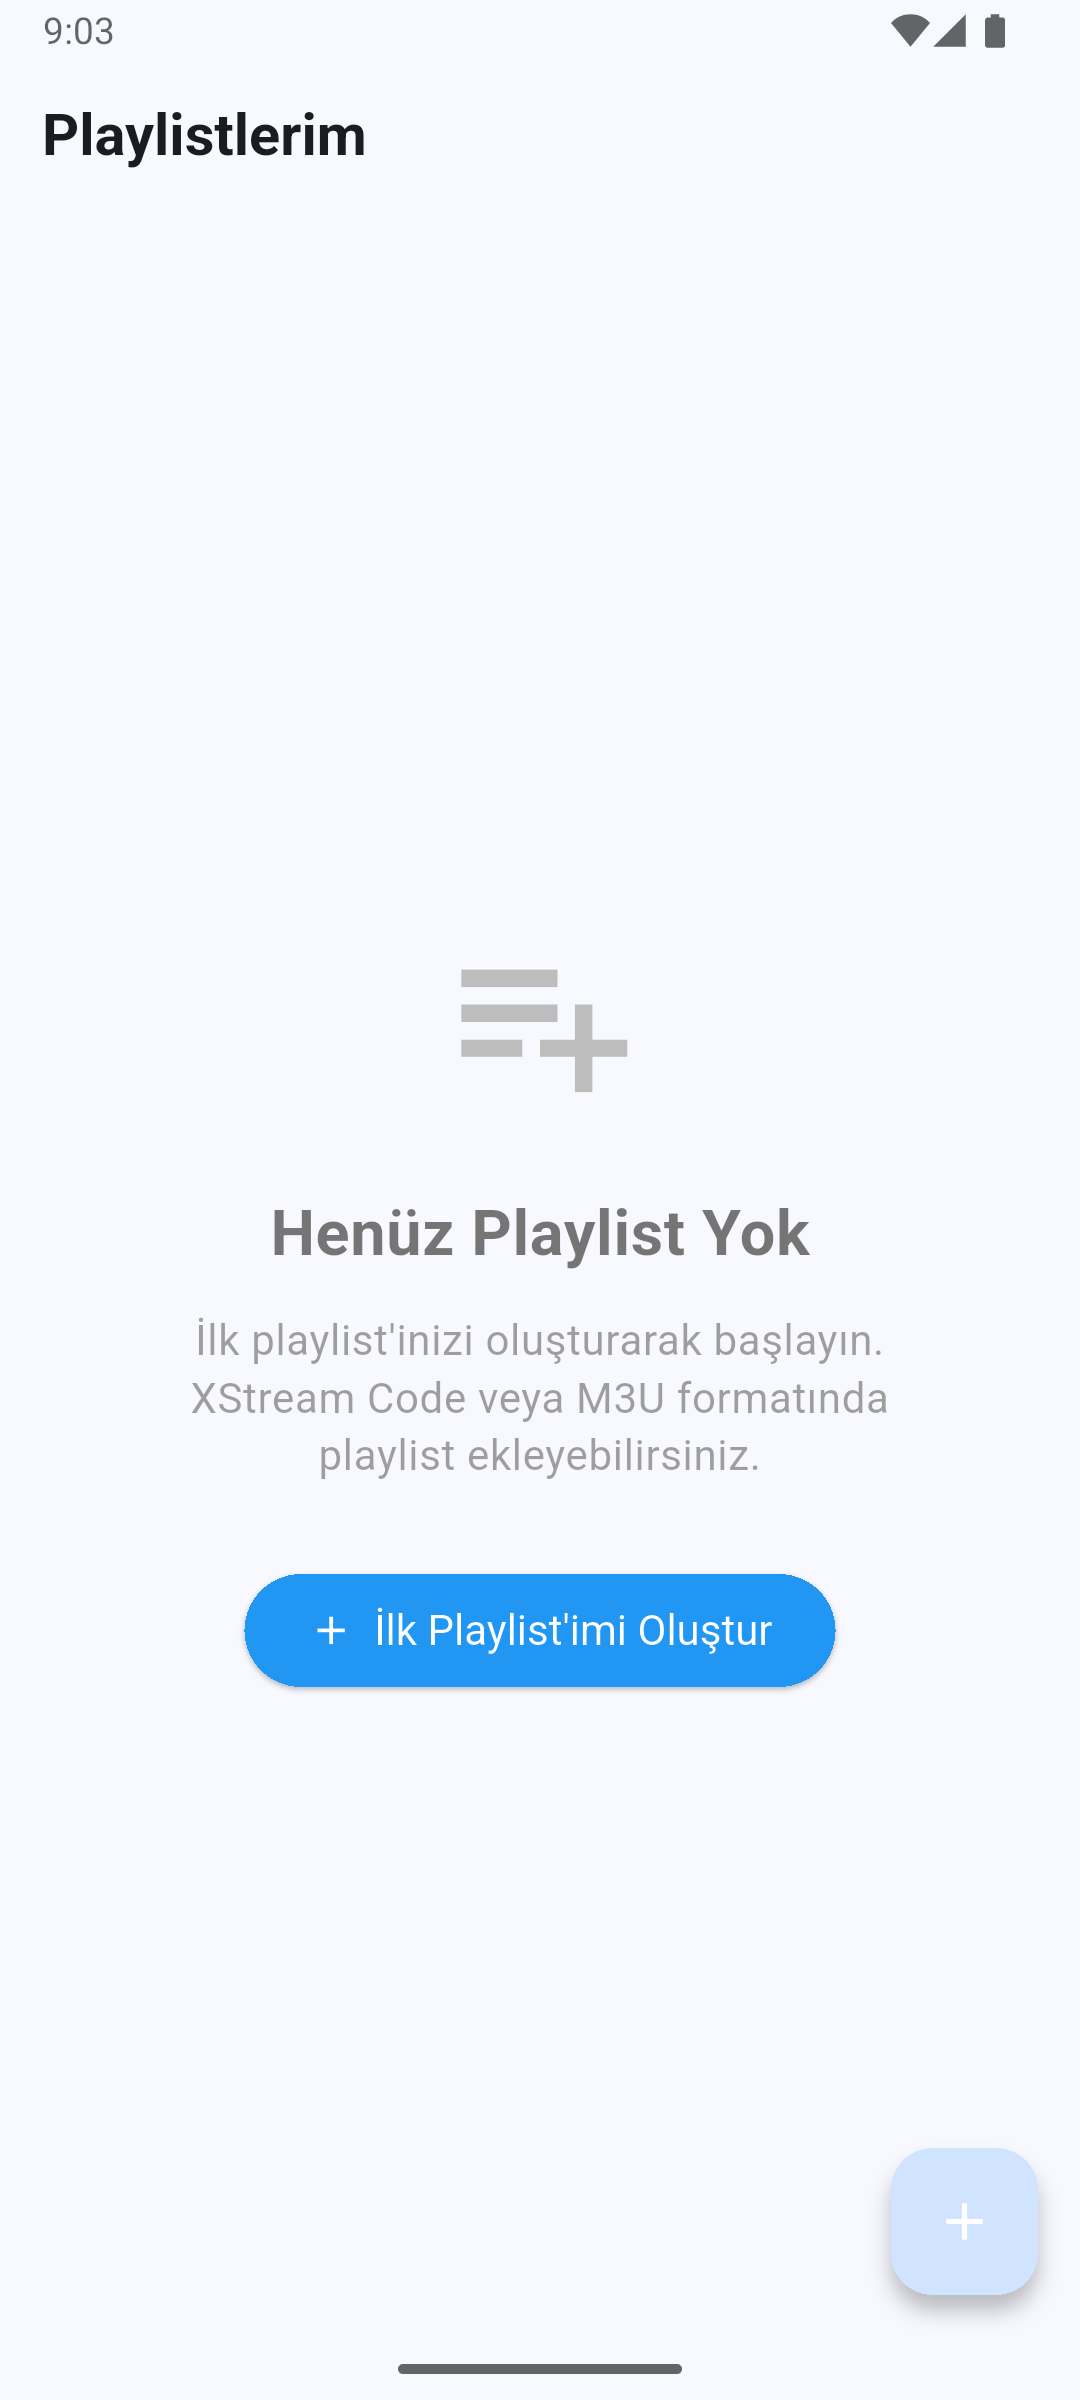 9:03
Playlistlerim
Henüz Playlist Yok
İlk playlist'inizi oluşturarak başlayın.
XStream Code veya M3U formatında
playlist ekleyebilirsiniz.
İlk Playlist'imi Oluştur